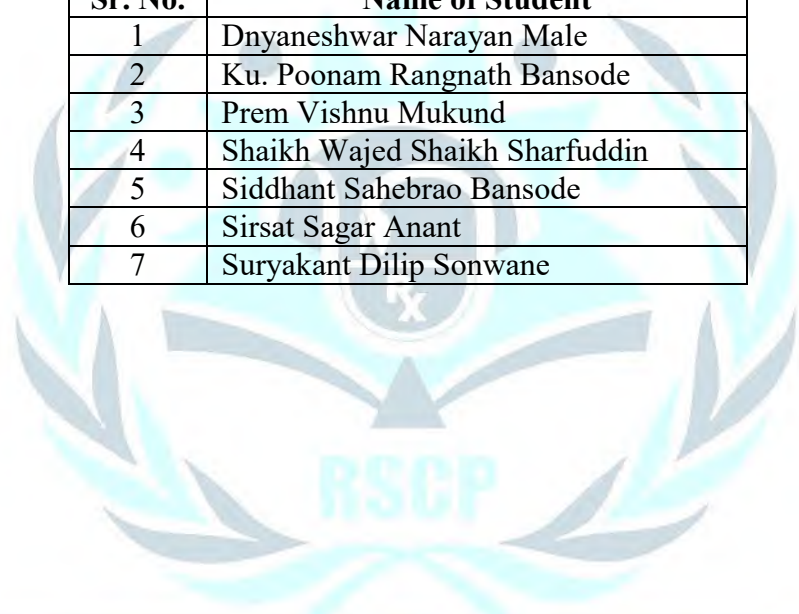 Sr. No. Name of Student
1 Dnyaneshwar Narayan Male
2 Ku. Poonam Rangnath Bansode
3 Prem Vishnu Mukund
4 Shaikh Wajed Shaikh Sharfuddin
5 Siddhant Sahebrao Bansode
6 Sirsat Sagar Anant
7 Suryakant Dilip Sonwane
Rx
RSCP